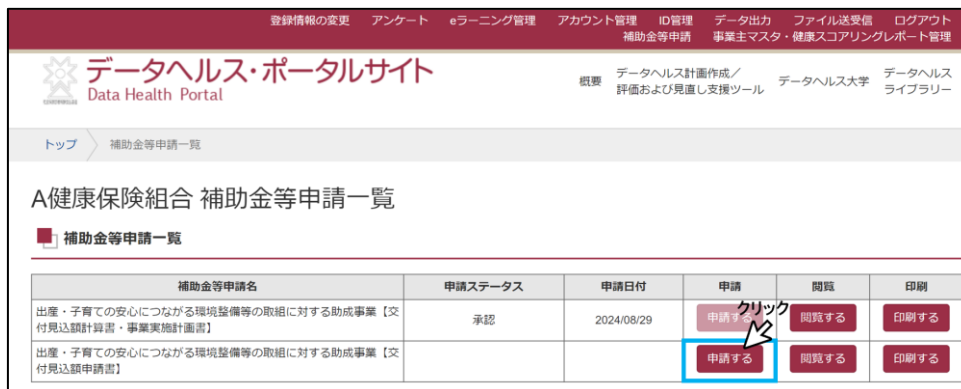 登録情報の変更 アンケート eラーニング管理 アカウント管理 ID管理 データ出力 ファイル送受信 ログアウト
補助金等申請 事業主マスタ・健康スコアリングレポート管理
データヘルス・ポータルサイト
Data Health Portal
概要 データヘルス計画作成／
評価および見直し支援ツール データヘルス大学 データヘルス
ライブラリー
トップ 補助金等申請一覧
A健康保険組合 補助金等申請一覧
補助金等申請一覧
補助金等申請名 申請ステータス 申請日付 申請 閲覧 印刷
出産・子育ての安心につながる環境整備等の取組に対する助成事業【交
付見込額計算書・事業実施計画書】 承認 2024/08/29 申請する 閲覧する 印刷する
クリック
出産・子育ての安心につながる環境整備等の取組に対する助成事業【交
付見込額申請書】 申請する 閲覧する 印刷する